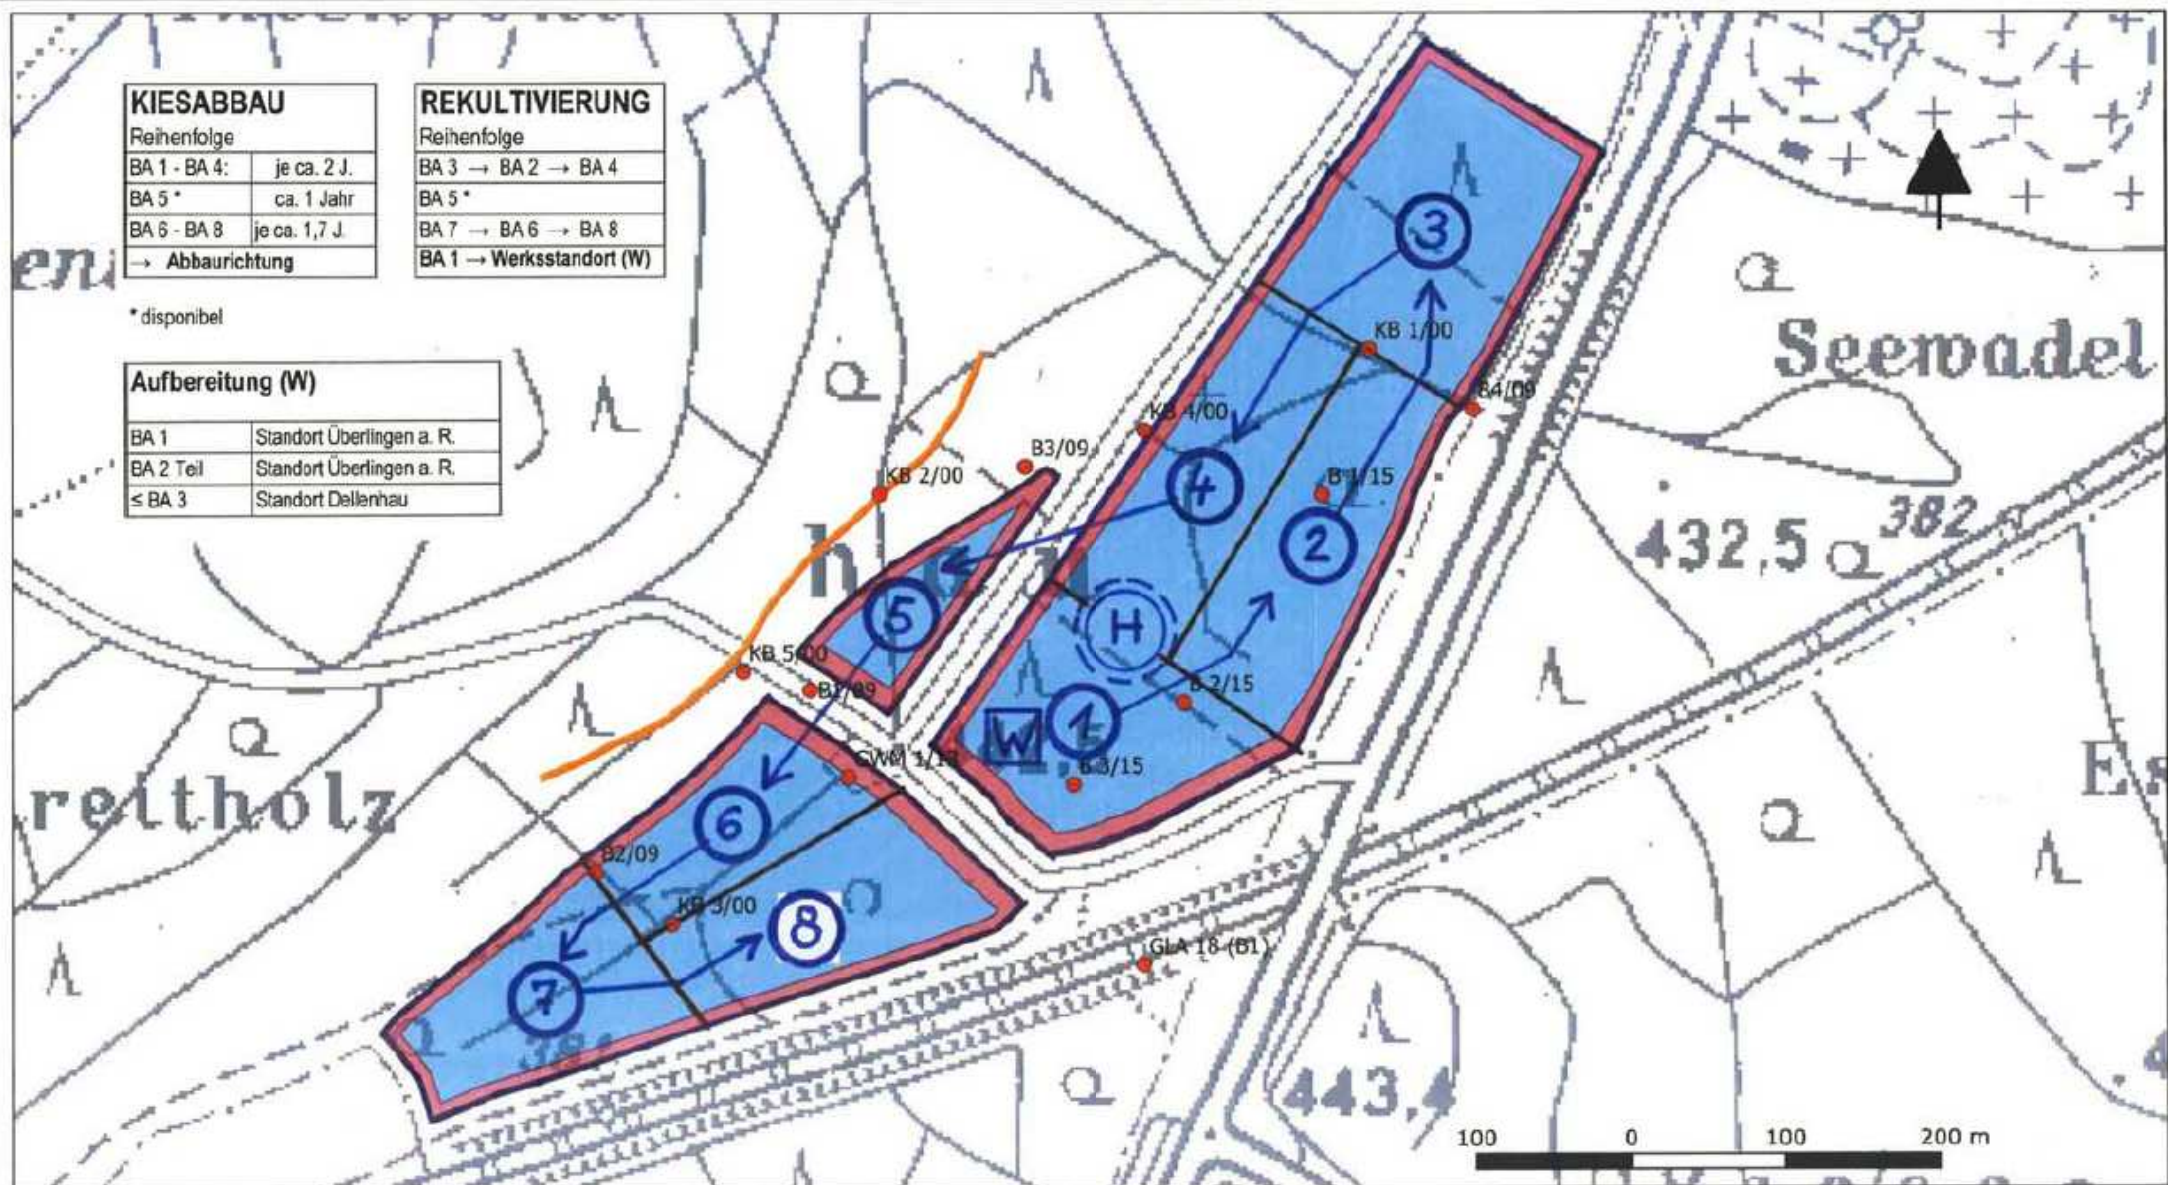 KIESABBAU
Reihenfolge
BA 1 - BA 4: je ca. 2 J.
BA 5 * ca. 1 Jahr
BA 6 - BA 8 je ca. 1,7 J.
→ Abbaurichtung
* disponibel
REKULTIVIERUNG
Reihenfolge
BA 3 → BA 2 → BA 4
BA 5 *
BA 7 → BA 6 → BA 8
BA 1 → Werksstandort (W)
Aufbereitung (W)
BA 1 Standort Überlingen a. R.
BA 2 Teil Standort Überlingen a. R.
≤ BA 3 Standort Dellenhau
3
KB 1/00
B4/09
KB 4/00
B3/09
KB 2/00
4
B 1/15
2
5
H
KB 5/00
B1/09
B 2/15
1
W
B 3/15
GWM 1/13
6
B2/09
KB 3/00
8
7
GLA 18 (B1)
Seewadel
432,5
382
reitholz
Es
443,4
100 0 100 200 m